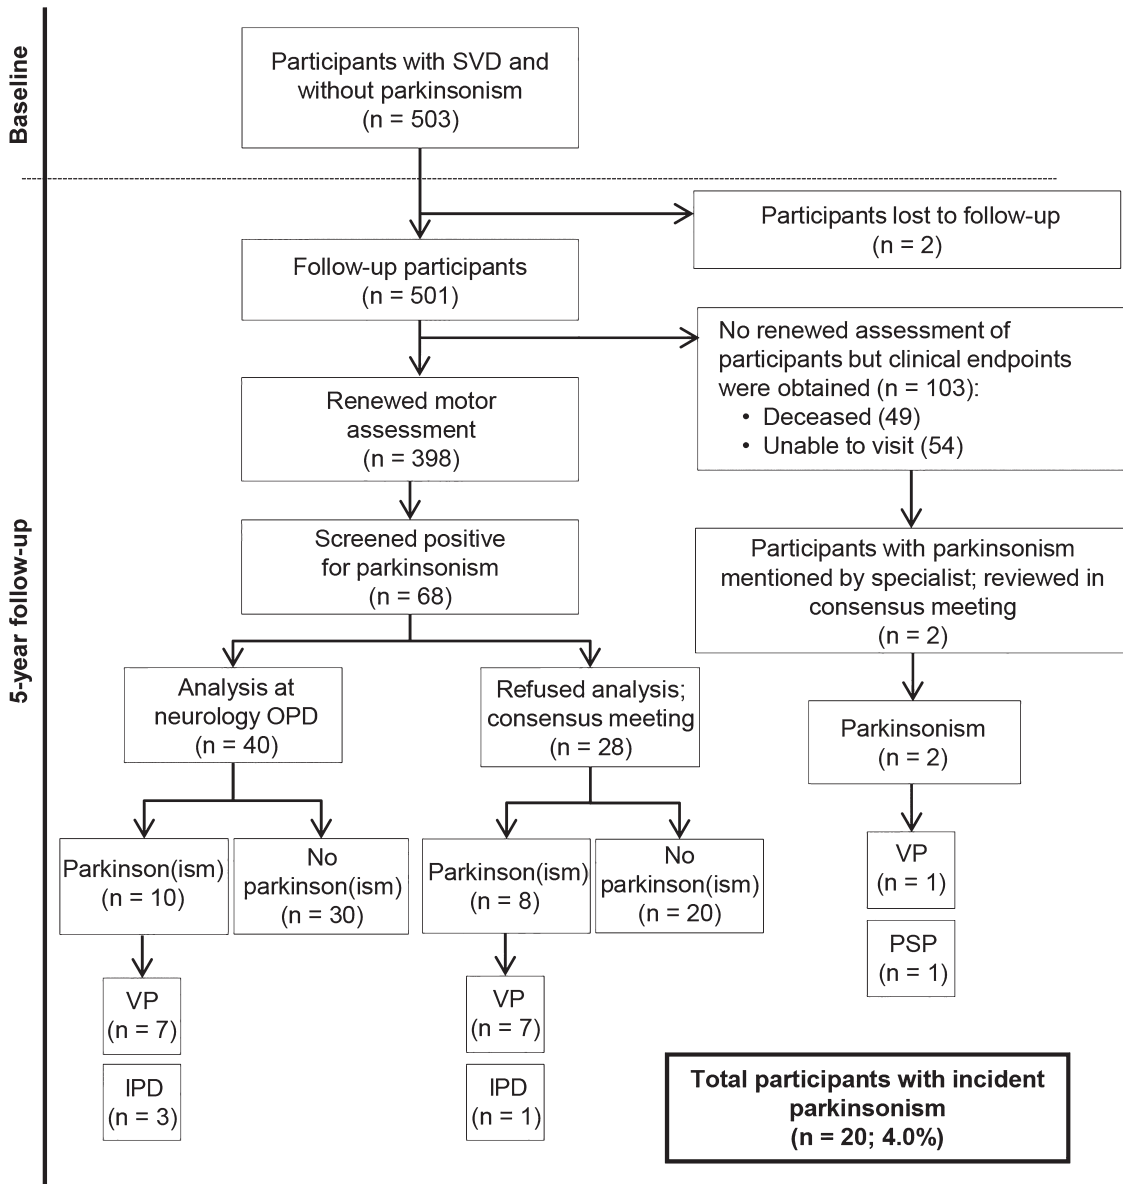 Baseline
Participants with SVD and
without parkinsonism
(n = 503)
Participants lost to follow-up
(n = 2)
Follow-up participants
(n = 501)
No renewed assessment of
participants but clinical endpoints
were obtained (n = 103):
• Deceased (49)
• Unable to visit (54)
Renewed motor
assessment
(n = 398)
5-year follow-up
Screened positive
for parkinsonism
(n = 68)
Participants with parkinsonism
mentioned by specialist; reviewed in
consensus meeting
(n = 2)
Analysis at
neurology OPD
(n = 40)
Refused analysis;
consensus meeting
(n = 28)
Parkinsonism
(n = 2)
Parkinson(ism)
(n = 10)
No
parkinson(ism)
(n = 30)
Parkinson(ism)
(n = 8)
No
parkinson(ism)
(n = 20)
VP
(n = 1)
PSP
(n = 1)
VP
(n = 7)
IPD
(n = 3)
VP
(n = 7)
IPD
(n = 1)
Total participants with incident
parkinsonism
(n = 20; 4.0%)